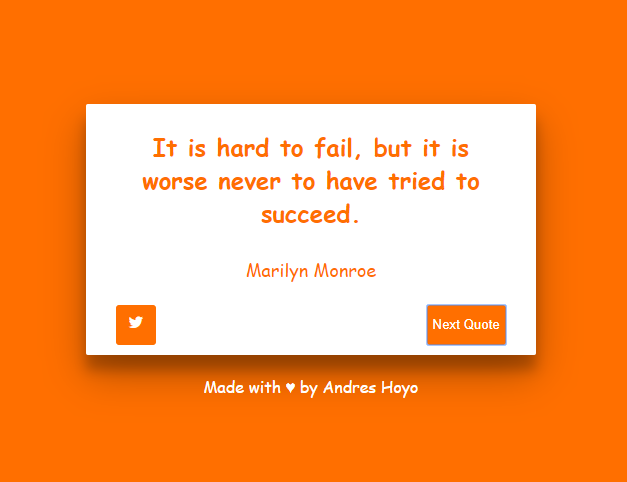 It is hard to fail, but it is
worse never to have tried to
succeed.
Marilyn Monroe
Next Quote
Made with ♥ by Andres Hoyo